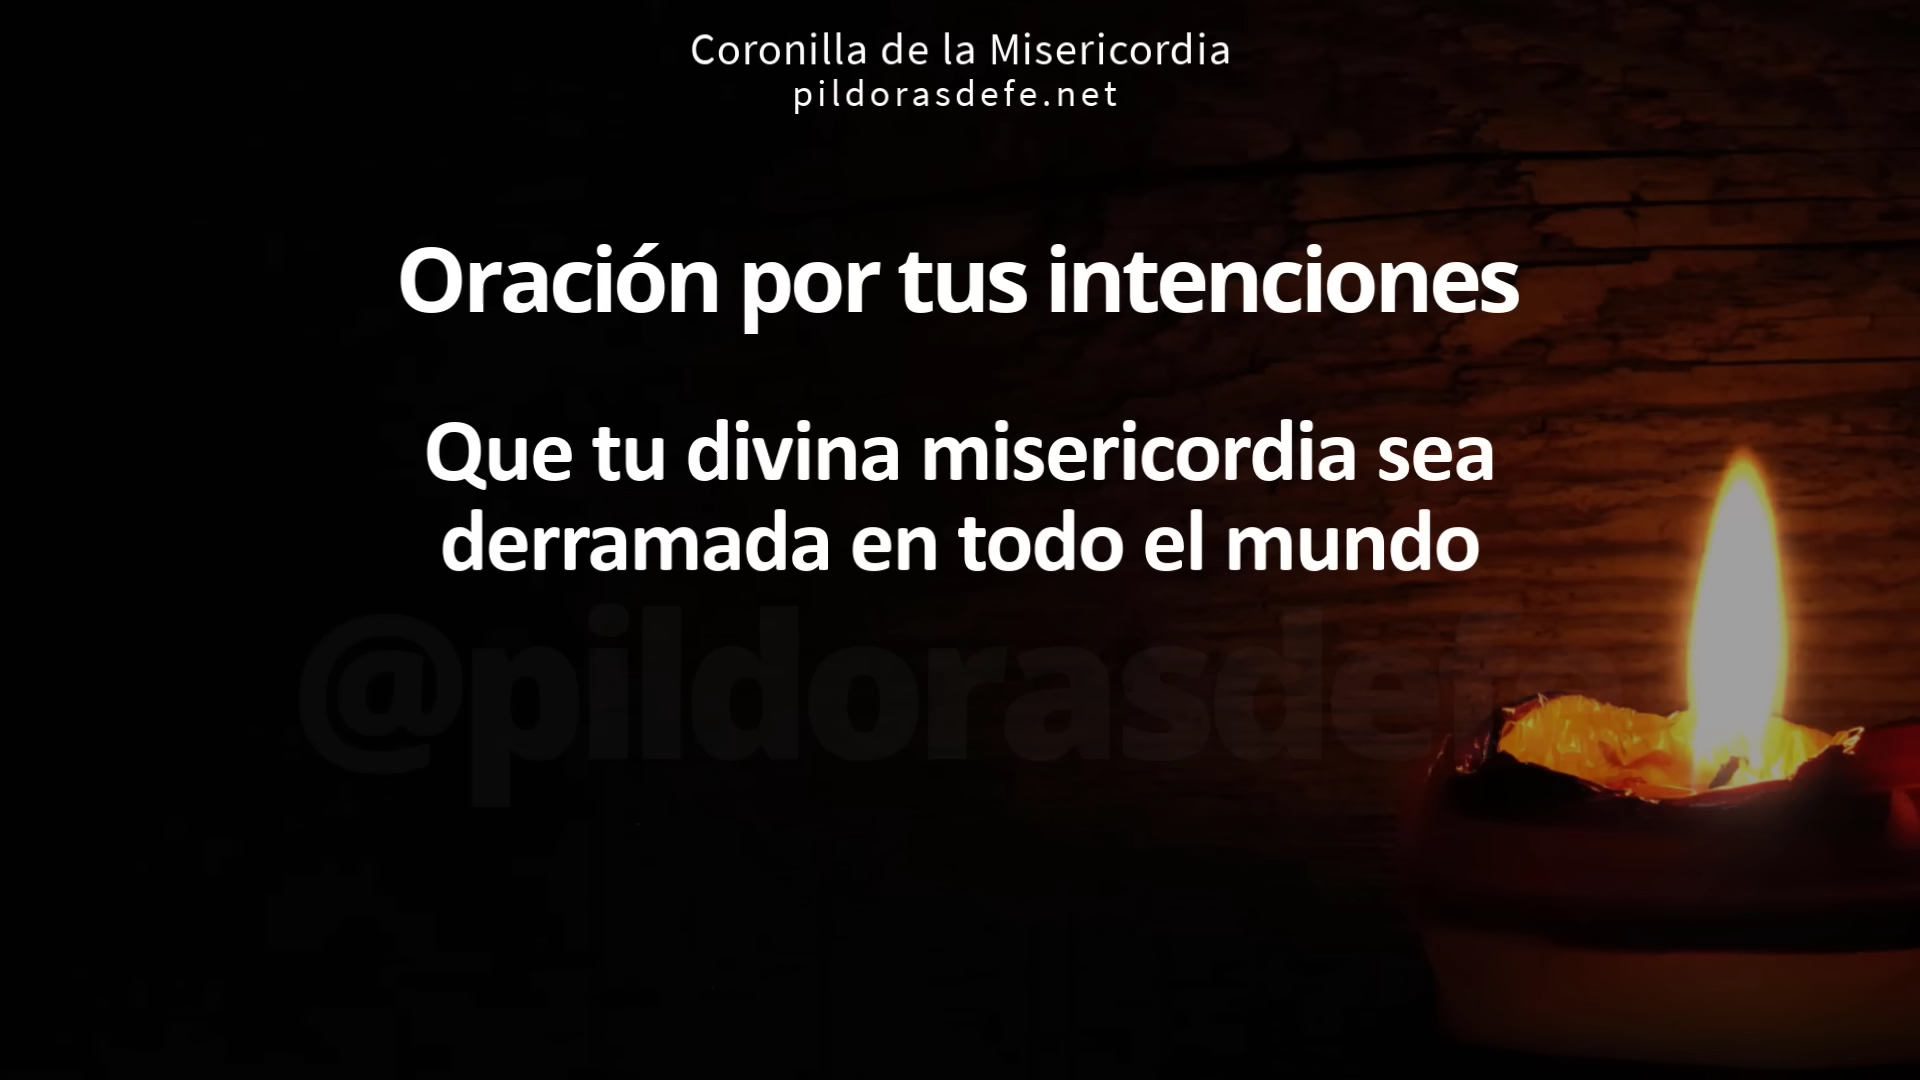 Coronilla de la Misericordia
pildorasdefe.net
Oración por tus intenciones
Que tu divina misericordia sea
derramada en todo el mundo
@pildorasdefe